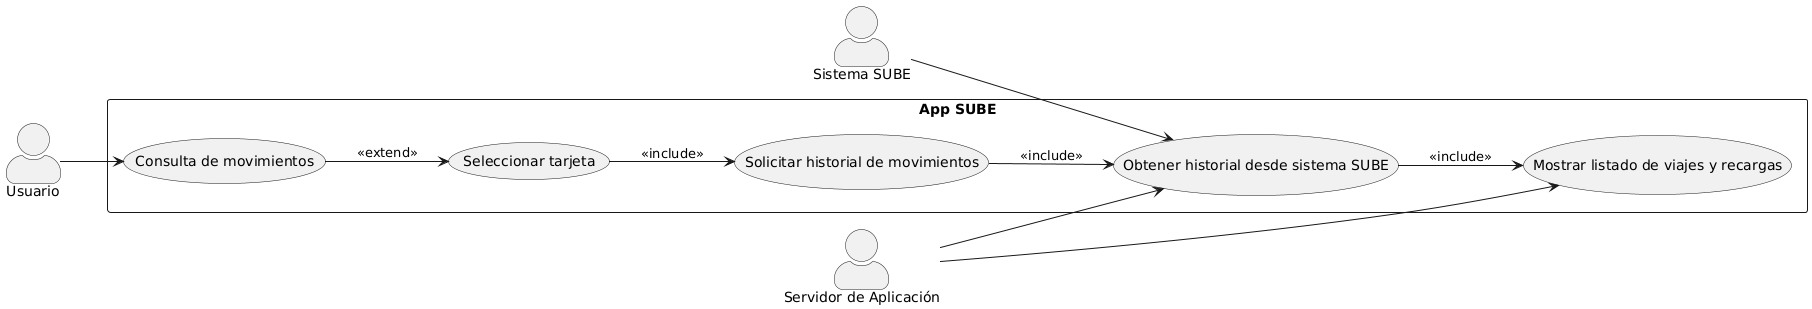 Sistema SUBE
App SUBE
Usuario
Consulta de movimientos
«extend»
Seleccionar tarjeta
«include»
Solicitar historial de movimientos
«include»
Obtener historial desde sistema SUBE
«include»
Mostrar listado de viajes y recargas
Servidor de Aplicación